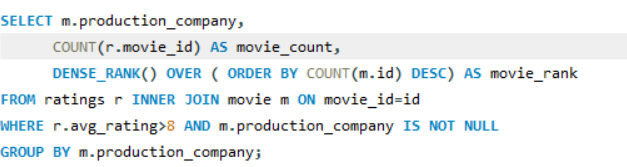 SELECT m.production_company,
COUNT(r.movie_id) AS movie_count,
DENSE_RANK() OVER ( ORDER BY COUNT(m.id) DESC) AS movie_rank
FROM ratings r INNER JOIN movie m ON movie_id=id
WHERE r.avg_rating>8 AND m.production_company IS NOT NULL
GROUP BY m.production_company;